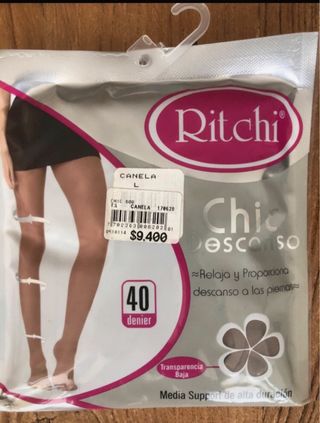 Ritchi®
CANELA
L
CHIC 600
CANELA 170620
$9.400
Chic
Descanso
≈Relaja y Proporciona
descanso a las piernas≈
40
denier
Transparencia
Baja
Media Support de alta duración